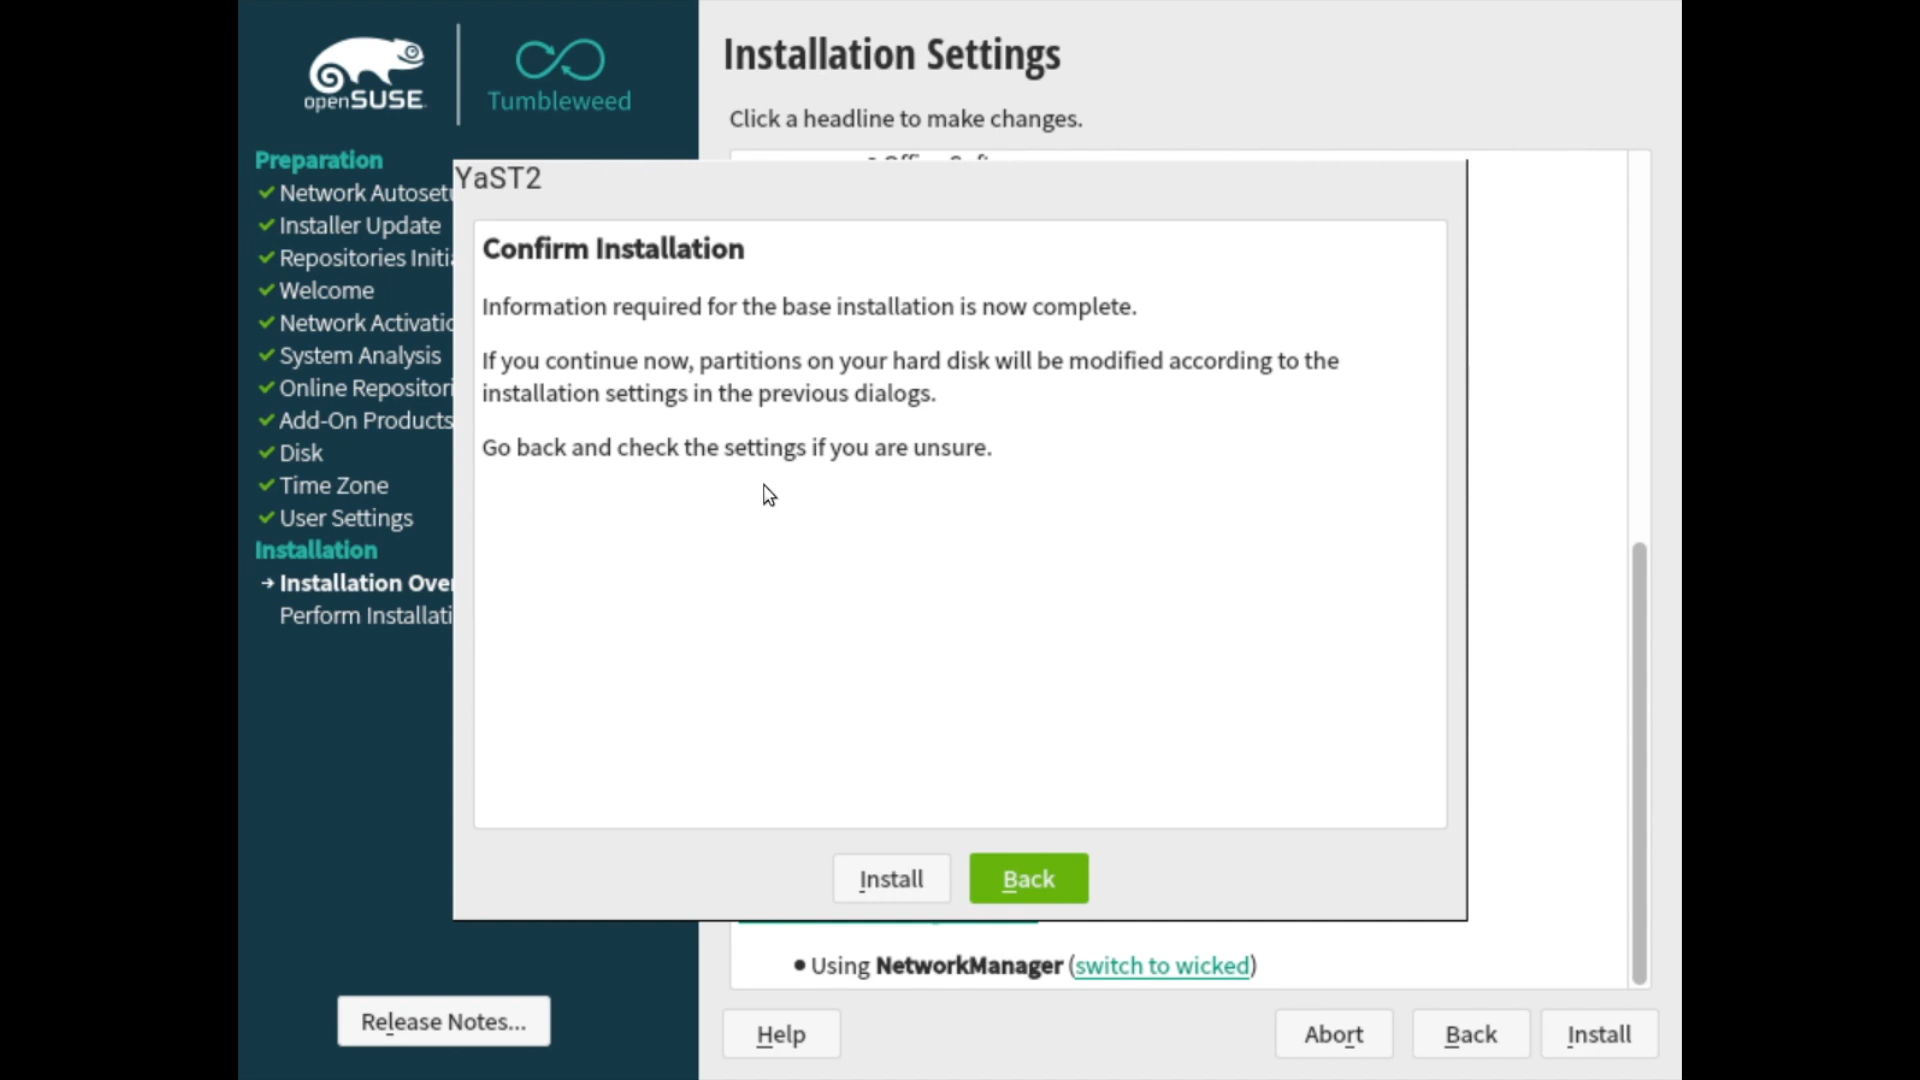 openSUSE
Tumbleweed
Installation Settings
Click a headline to make changes.
Preparation
Network Autosetu
Installer Update
Repositories Initia
Welcome
Network Activatio
System Analysis
Online Repositori
Add-On Products
Disk
Time Zone
User Settings
Installation
Installation Over
Perform Installati
YaST2
Confirm Installation
Information required for the base installation is now complete.
If you continue now, partitions on your hard disk will be modified according to the
installation settings in the previous dialogs.
Go back and check the settings if you are unsure.
Install Back
Using NetworkManager (switch to wicked)
Release Notes...
Help Abort Back Install